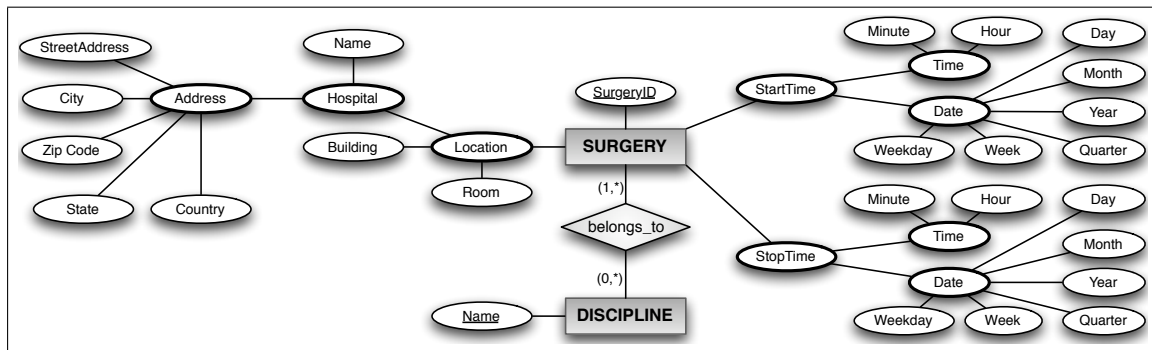 StreetAddress
City
Zip Code
State
Country
Address
Name
Hospital
Building
Location
Room
SurgeryID
SURGERY
(1,*)
belongs_to
(0,*)
Name
DISCIPLINE
StartTime
Minute
Hour
Time
Date
Day
Month
Year
Quarter
Week
Weekday
StopTime
Minute
Hour
Time
Date
Day
Month
Year
Quarter
Week
Weekday